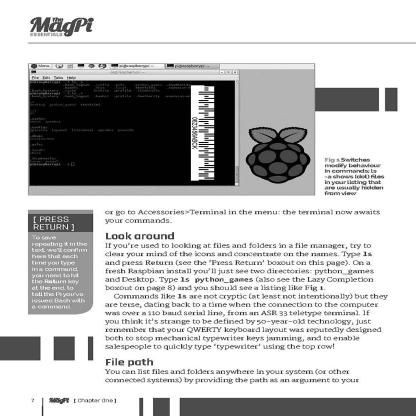 The MagPi
ESSENTIALS
Fig 1 Switches
modify behaviour
in commands; ls
-a shows (dot) files
in your listing that
are usually hidden
from view
[ PRESS
RETURN ]
To save
repeating it in the
text, we'll confirm
here that each
time you type
in a command,
you need to hit
the Return key
at the end, to
tell the Pi you've
issued Bash with
a command.
or go to Accessories>Terminal in the menu: the terminal now awaits
your commands.
Look around
If you're used to looking at files and folders in a file manager, try to
clear your mind of the icons and concentrate on the names. Type ls
and press Return (see the 'Press Return' boxout on this page). On a
fresh Raspbian install you'll just see two directories: python_games
and Desktop. Type ls python_games (also see the Lazy Completion
boxout on page 8) and you should see a listing like Fig 1.
Commands like ls are not cryptic (at least not intentionally) but they
are terse, dating back to a time when the connection to the computer
was over a 110 baud serial line, from an ASR 33 teletype terminal. If
you think it's strange to be defined by 50-year-old technology, just
remember that your QWERTY keyboard layout was reputedly designed
both to stop mechanical typewriter keys jamming, and to enable
salespeople to quickly type 'typewriter' using the top row!
File path
You can list files and folders anywhere in your system (or other
connected systems) by providing the path as an argument to your
7
The MagPi
[ Chapter One ]